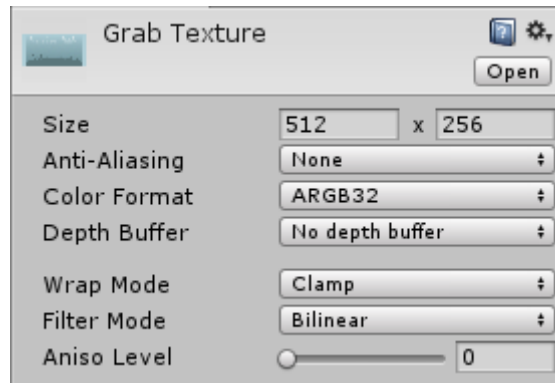 Grab Texture
Open
Size 512 x 256
Anti-Aliasing None
Color Format ARGB32
Depth Buffer No depth buffer
Wrap Mode Clamp
Filter Mode Bilinear
Aniso Level 0